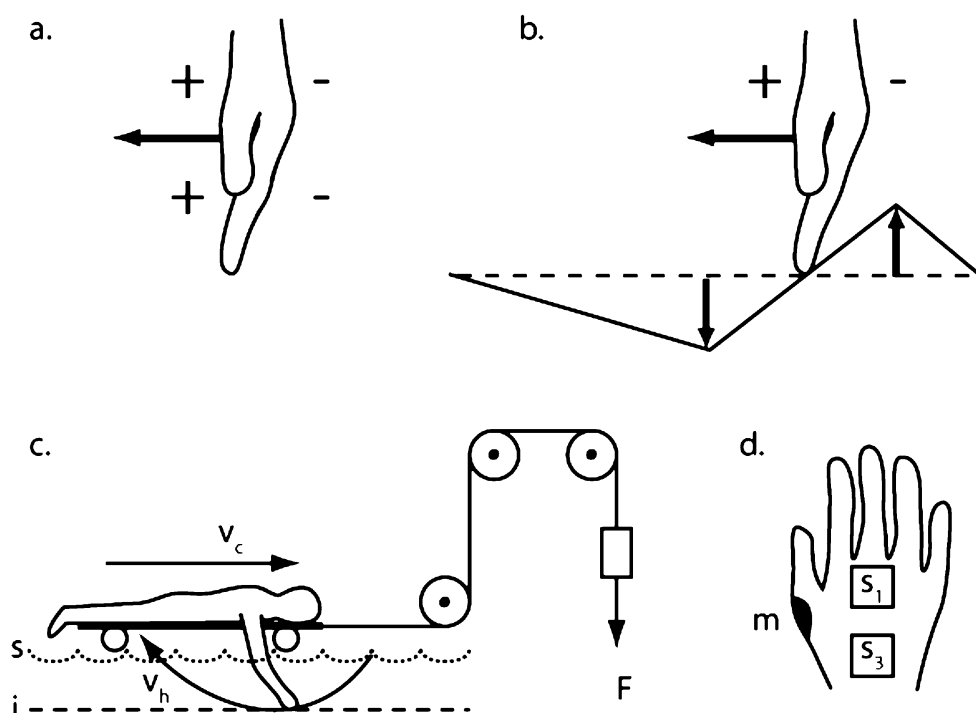 a.
b.
+ -
+ -
+ -
c.
d.
v_c
s
v_h
i
F
s_1
m
s_3